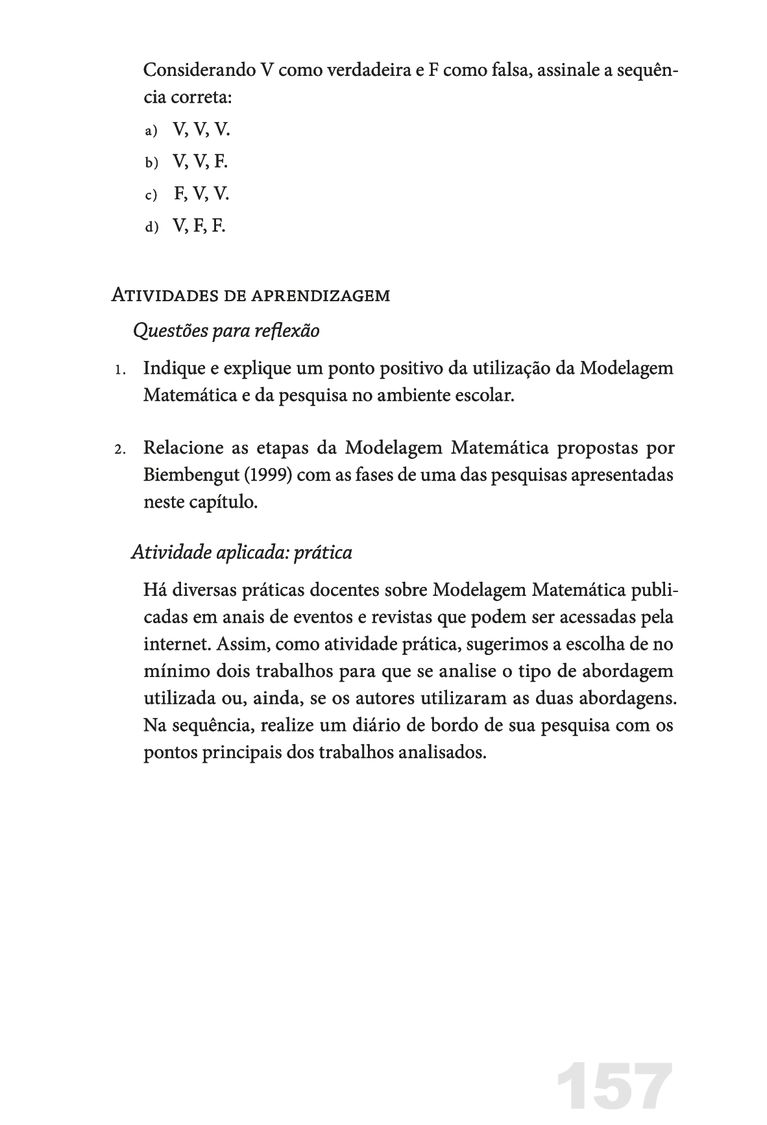 Considerando V como verdadeira e F como falsa, assinale a sequên-
cia correta:
a) V, V, V.
b) V, V, F.
c) F, V, V.
d) V, F, F.
Atividades de aprendizagem
Questões para reflexão
1. Indique e explique um ponto positivo da utilização da Modelagem
Matemática e da pesquisa no ambiente escolar.
2. Relacione as etapas da Modelagem Matemática propostas por
Biembengut (1999) com as fases de uma das pesquisas apresentadas
neste capítulo.
Atividade aplicada: prática
Há diversas práticas docentes sobre Modelagem Matemática publi-
cadas em anais de eventos e revistas que podem ser acessadas pela
internet. Assim, como atividade prática, sugerimos a escolha de no
mínimo dois trabalhos para que se analise o tipo de abordagem
utilizada ou, ainda, se os autores utilizaram as duas abordagens.
Na sequência, realize um diário de bordo de sua pesquisa com os
pontos principais dos trabalhos analisados.
157